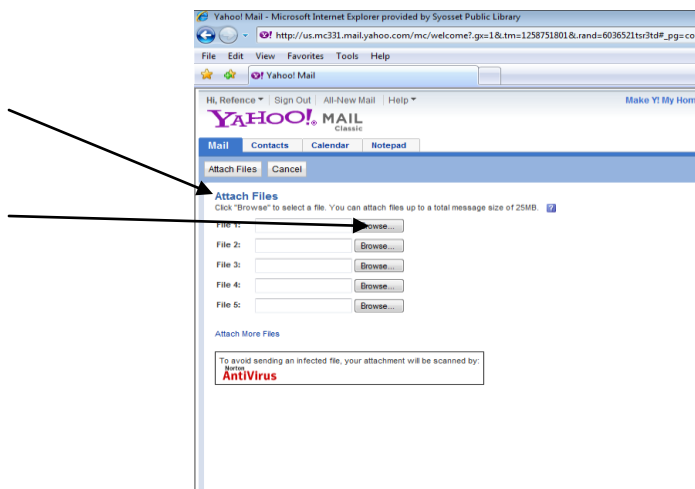 Yahoo! Mail - Microsoft Internet Explorer provided by Syosset Public Library
http://us.mc331.mail.yahoo.com/mc/welcome?.gx=1&.tm=1258751801&.rand=6036521tsr3td#_pg=co
File Edit View Favorites Tools Help
Yahoo! Mail
Hi, Refence Sign Out All-New Mail Help Make Y! My Hom
YAHOO! MAIL
Classic
Mail Contacts Calendar Notepad
Attach Files Cancel
Attach Files
Click "Browse" to select a file. You can attach files up to a total message size of 25MB. ?
File 1: Browse...
File 2: Browse...
File 3: Browse...
File 4: Browse...
File 5: Browse...
Attach More Files
To avoid sending an infected file, your attachment will be scanned by:
Norton
AntiVirus